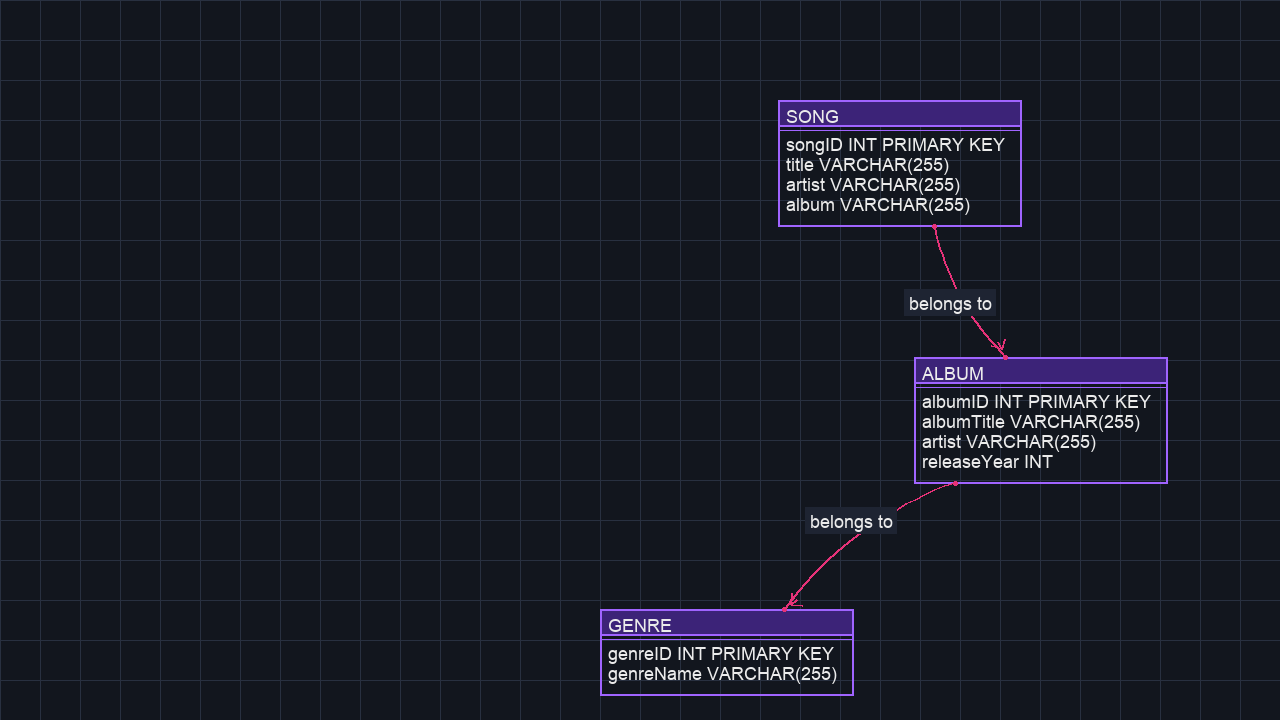 SONG
songID INT PRIMARY KEY
title VARCHAR(255)
artist VARCHAR(255)
album VARCHAR(255)
belongs to
ALBUM
albumID INT PRIMARY KEY
albumTitle VARCHAR(255)
artist VARCHAR(255)
releaseYear INT
belongs to
GENRE
genreID INT PRIMARY KEY
genreName VARCHAR(255)